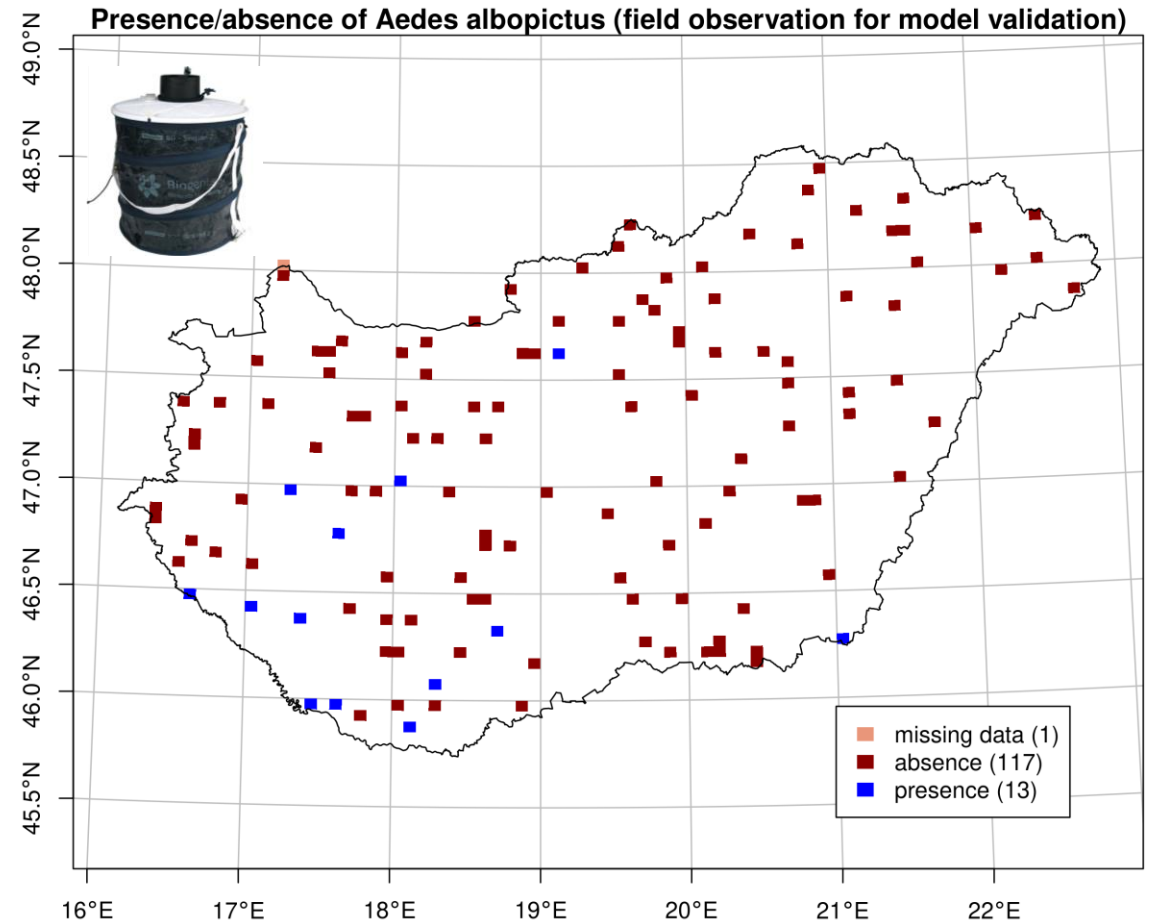 Presence/absence of Aedes albopictus (field observation for model validation)
49.0°N
48.5°N
48.0°N
47.5°N
47.0°N
46.5°N
46.0°N
45.5°N
missing data (1)
absence (117)
presence (13)
16°E
17°E
18°E
19°E
20°E
21°E
22°E